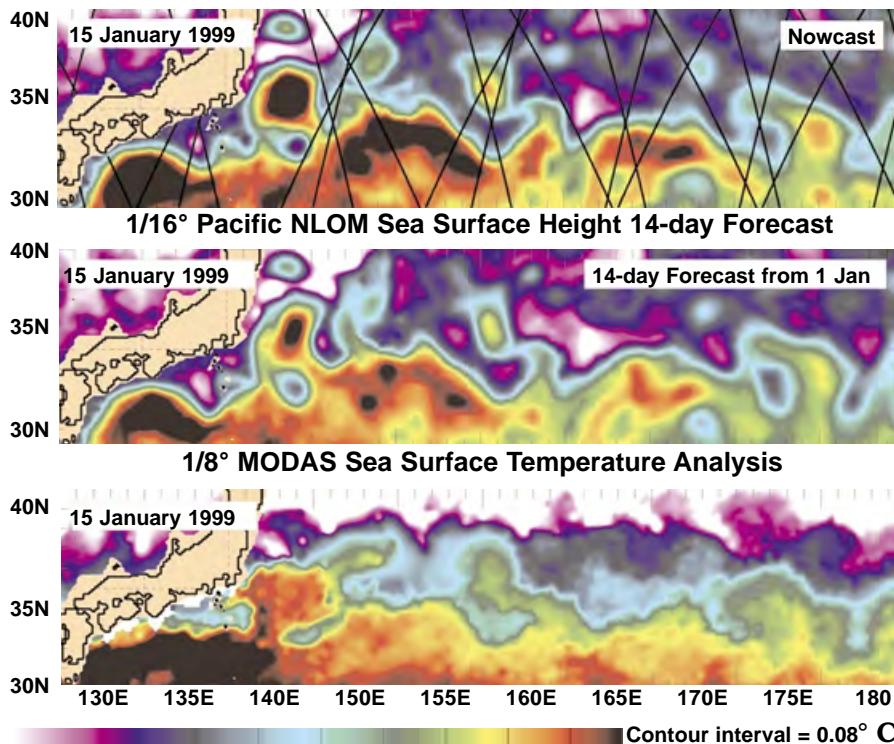 40N
15 January 1999
Nowcast
35N
30N
1/16° Pacific NLOM Sea Surface Height 14-day Forecast
40N
15 January 1999
14-day Forecast from 1 Jan
35N
30N
1/8° MODAS Sea Surface Temperature Analysis
40N
15 January 1999
35N
30N
130E 135E 140E 150E 155E 160E 165E 170E 175E 180
Contour interval = 0.08° C